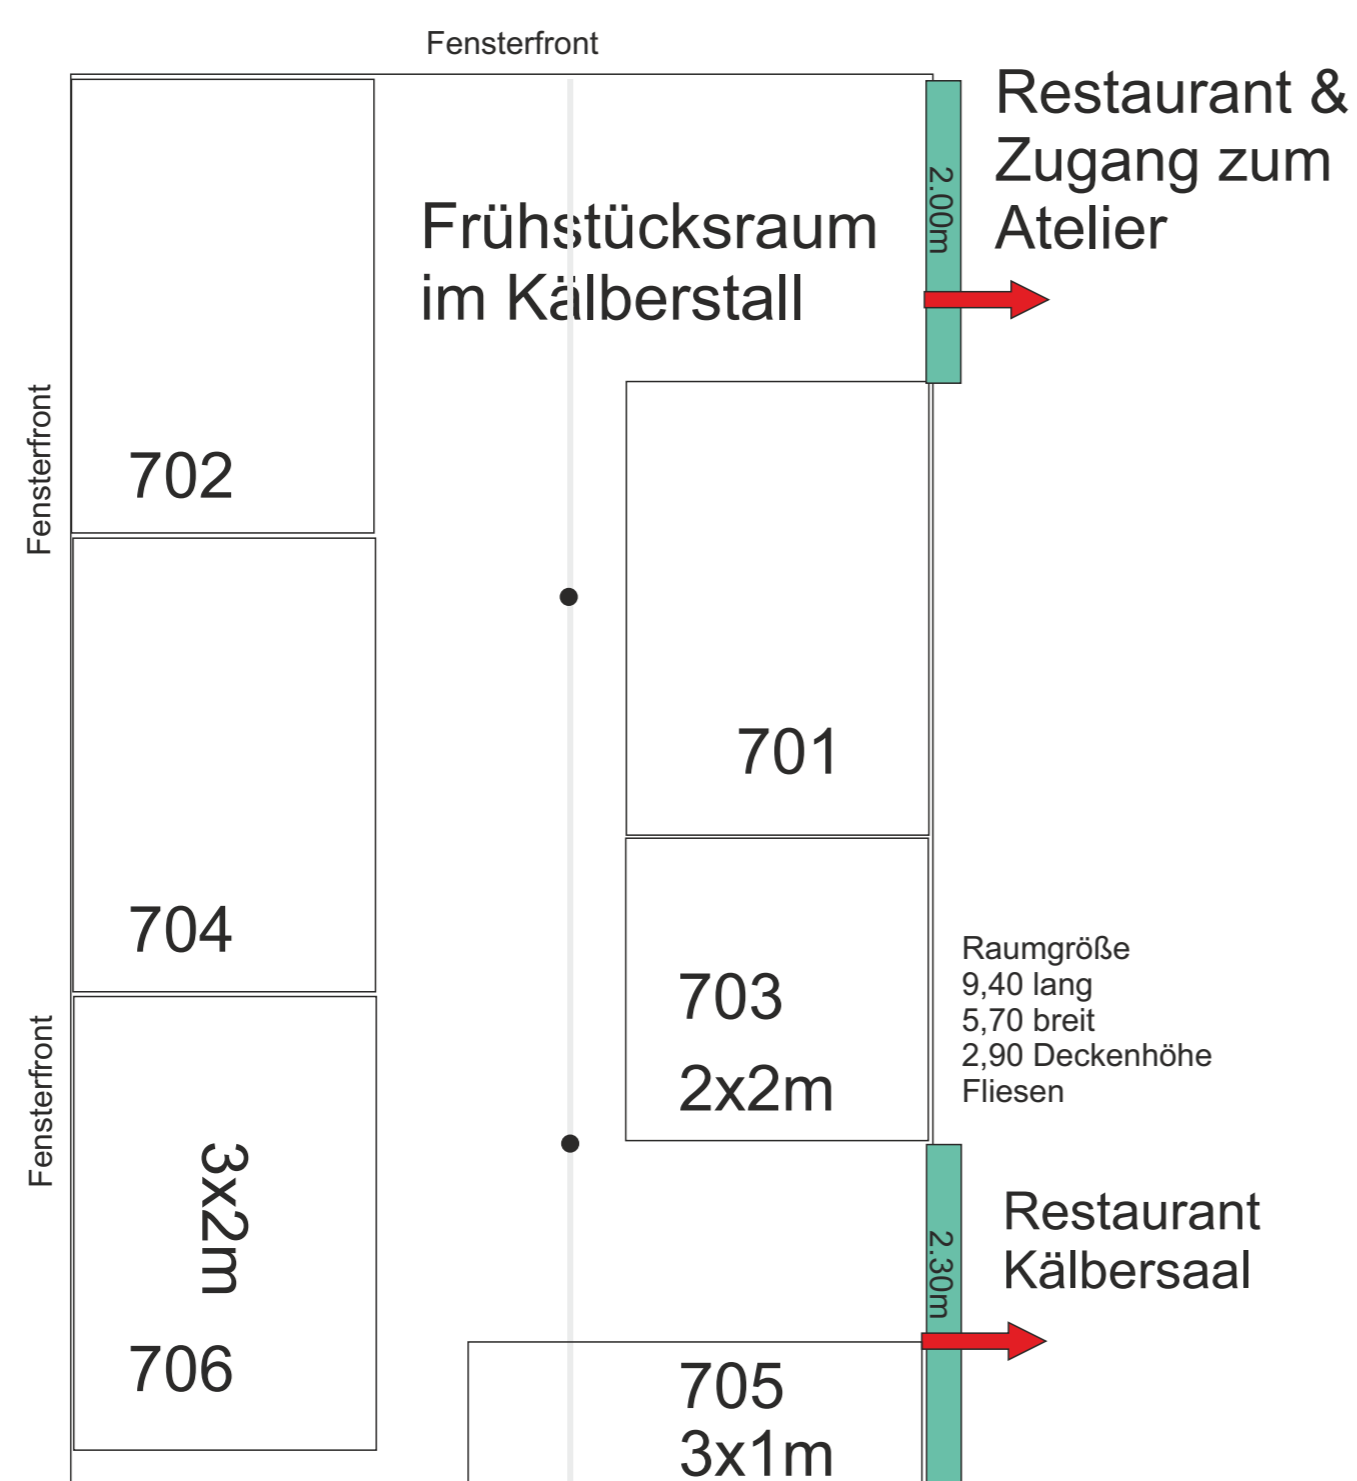 Fensterfront
Restaurant &
Zugang zum
Atelier
2.00m
Frühstücksraum
im Kälberstall
Fensterfront
702
701
704
703
2x2m
Raumgröße
9,40 lang
5,70 breit
2,90 Deckenhöhe
Fliesen
Fensterfront
3x2m
706
2.30m
Restaurant
Kälbersaal
705
3x1m